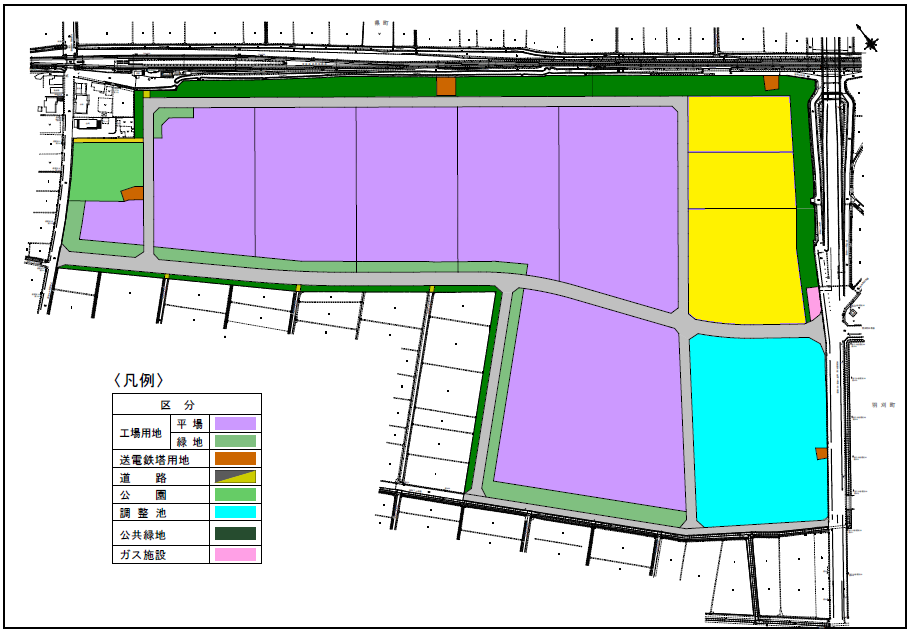 〈凡例〉
区 分
工場用地 平 場
緑 地
送電鉄塔用地
道 路
公 園
調 整 池
公共緑地
ガス施設